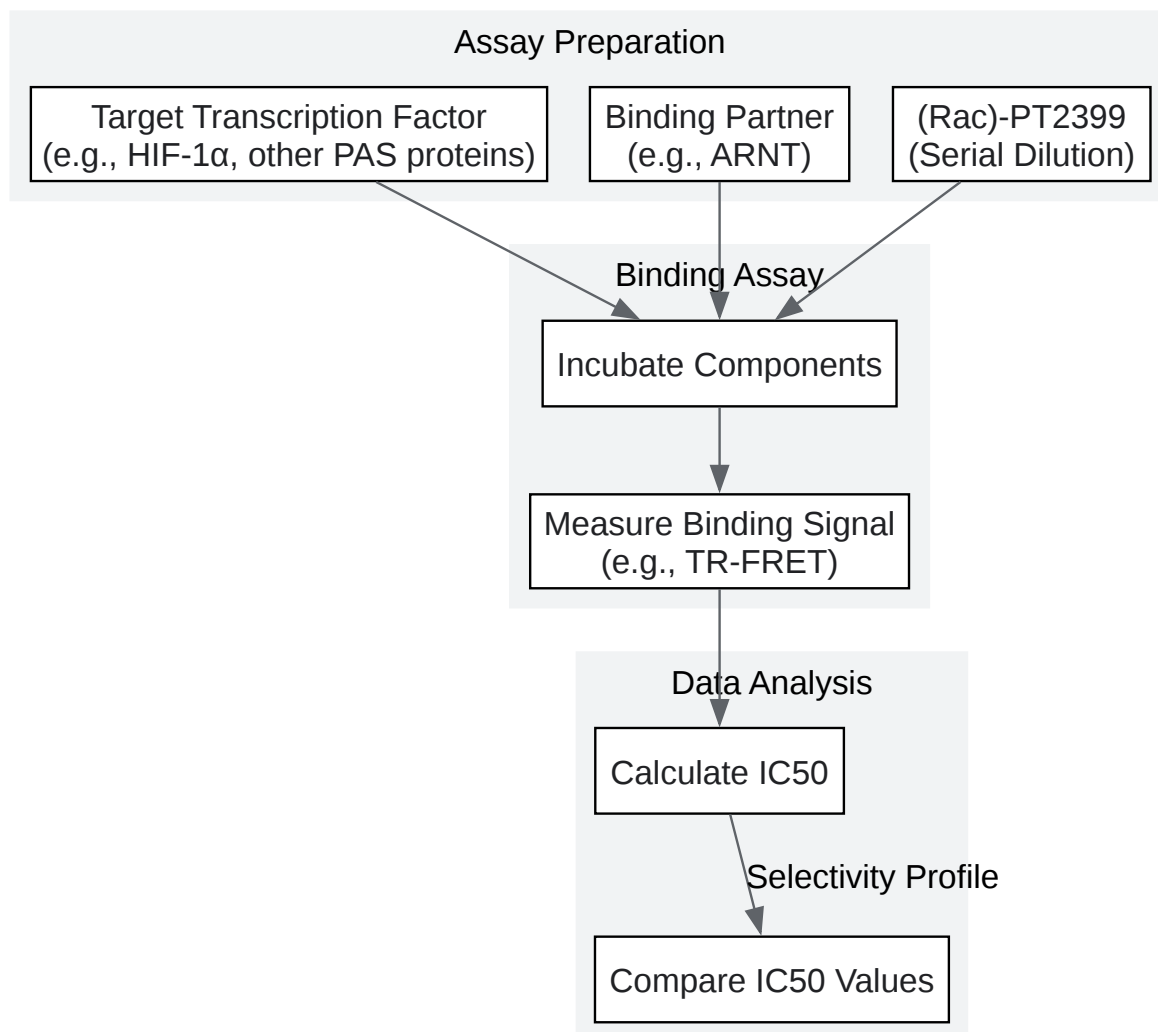 Assay Preparation
Target Transcription Factor
(e.g., HIF-1α, other PAS proteins)
Binding Partner
(e.g., ARNT)
(Rac)-PT2399
(Serial Dilution)
Binding Assay
Incubate Components
Measure Binding Signal
(e.g., TR-FRET)
Data Analysis
Calculate IC50
Selectivity Profile
Compare IC50 Values